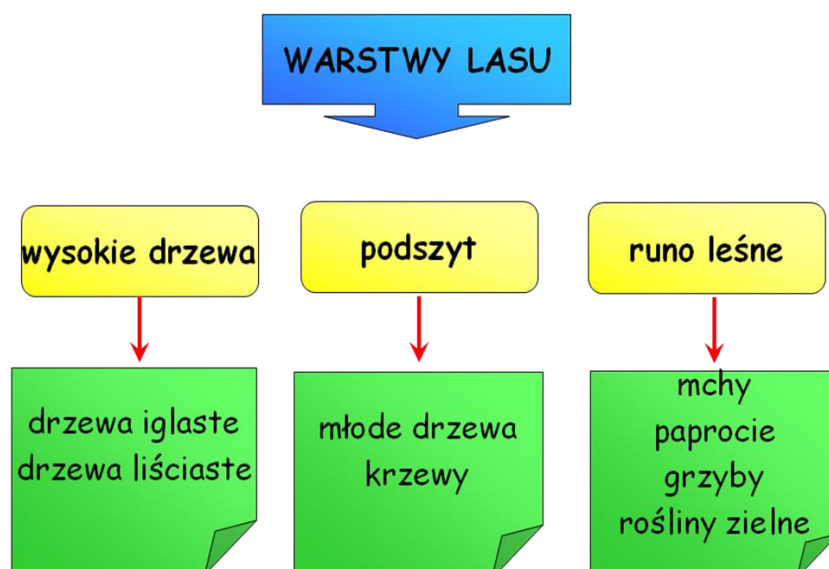 WARSTWY LASU
wysokie drzewa
podszyt
runo leśne
drzewa iglaste
drzewa liściaste
młode drzewa
krzewy
mchy
paprocie
grzyby
rośliny zielne